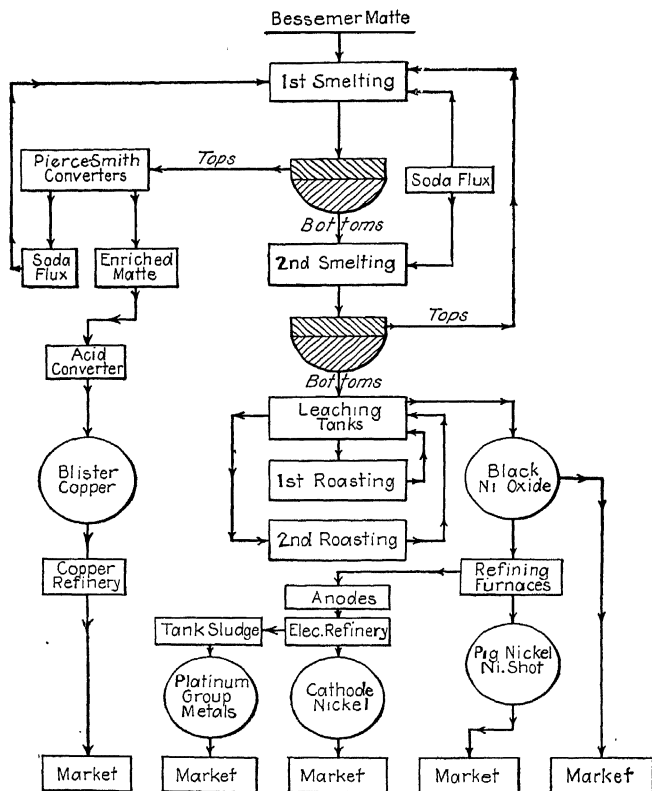 Bessemer Matte
1st Smelting
Tops
Pierce-Smith
Converters
Soda Flux
Bottoms
Soda
Flux
Enriched
Matte
2nd Smelting
Tops
Acid
Converter
Bottoms
Leaching
Tanks
Blister
Copper
1st Roasting
Black
Ni Oxide
2nd Roasting
Copper
Refinery
Refining
Furnaces
Anodes
Tank Sludge
Elec. Refinery
Pig Nickel
Ni. Shot
Platinum
Group
Metals
Cathode
Nickel
Market
Market
Market
Market
Market